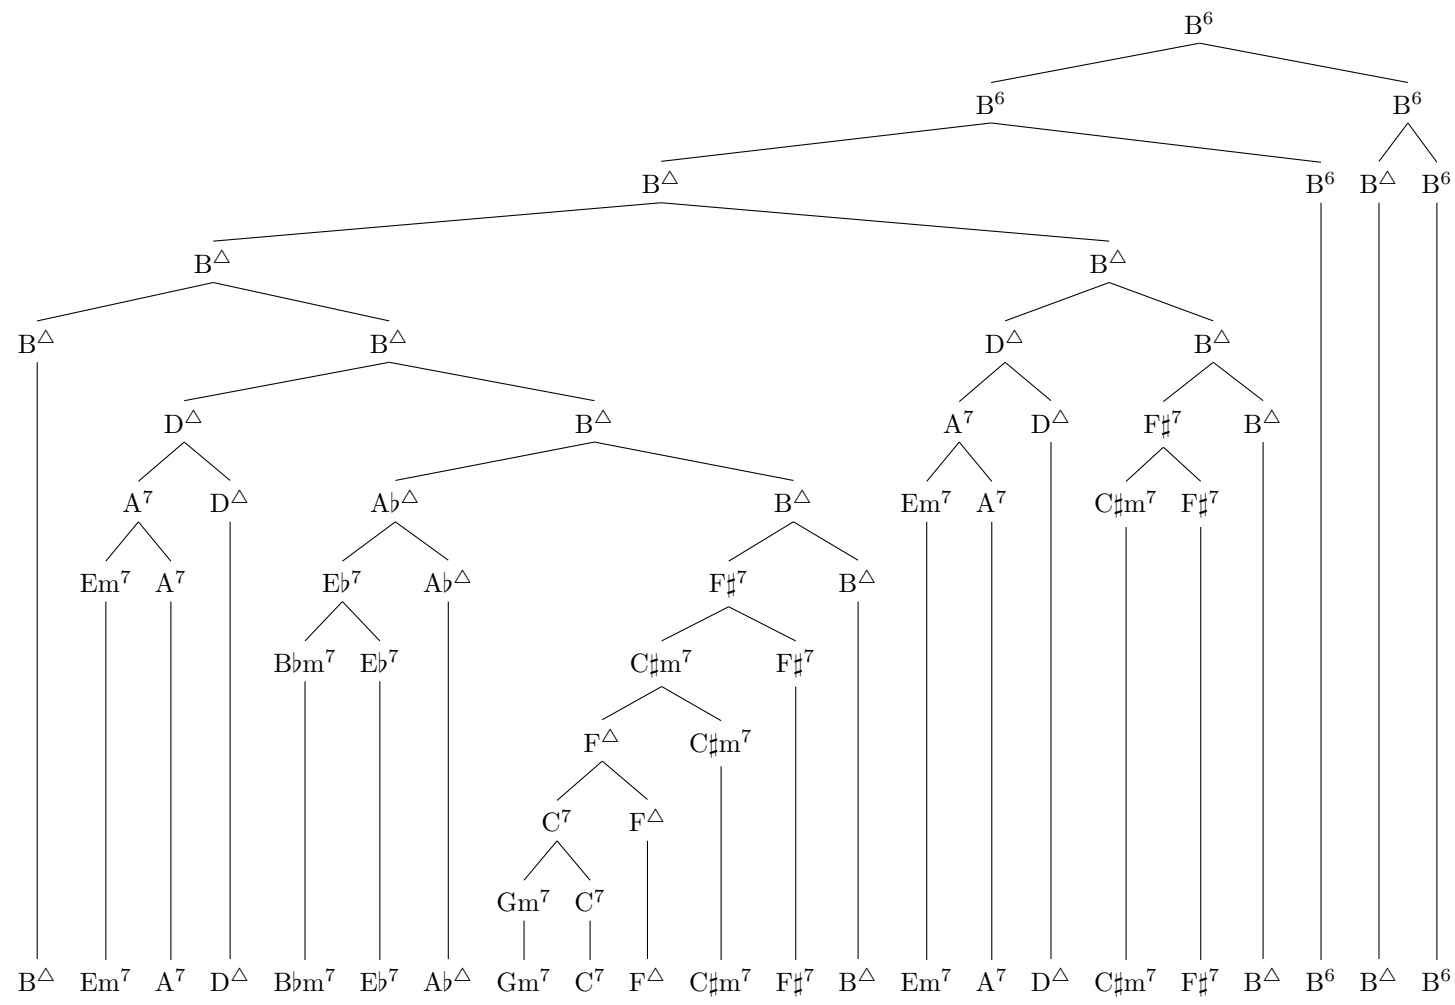 B⁶
B⁶ B⁶
B△ B⁶ B△ B⁶
B△ B△
B△ B△ D△ B△
D△ B△ A⁷ D△ F♯⁷ B△
A⁷ D△ A♭△ B△ Em⁷ A⁷ C♯m⁷ F♯⁷
Em⁷ A⁷ E♭⁷ A♭△ F♯⁷ B△
B♭m⁷ E♭⁷ C♯m⁷ F♯⁷
F△ C♯m⁷
C⁷ F△
Gm⁷ C⁷
B△ Em⁷ A⁷ D△ B♭m⁷ E♭⁷ A♭△ Gm⁷ C⁷ F△ C♯m⁷ F♯⁷ B△ Em⁷ A⁷ D△ C♯m⁷ F♯⁷ B△ B⁶ B△ B⁶